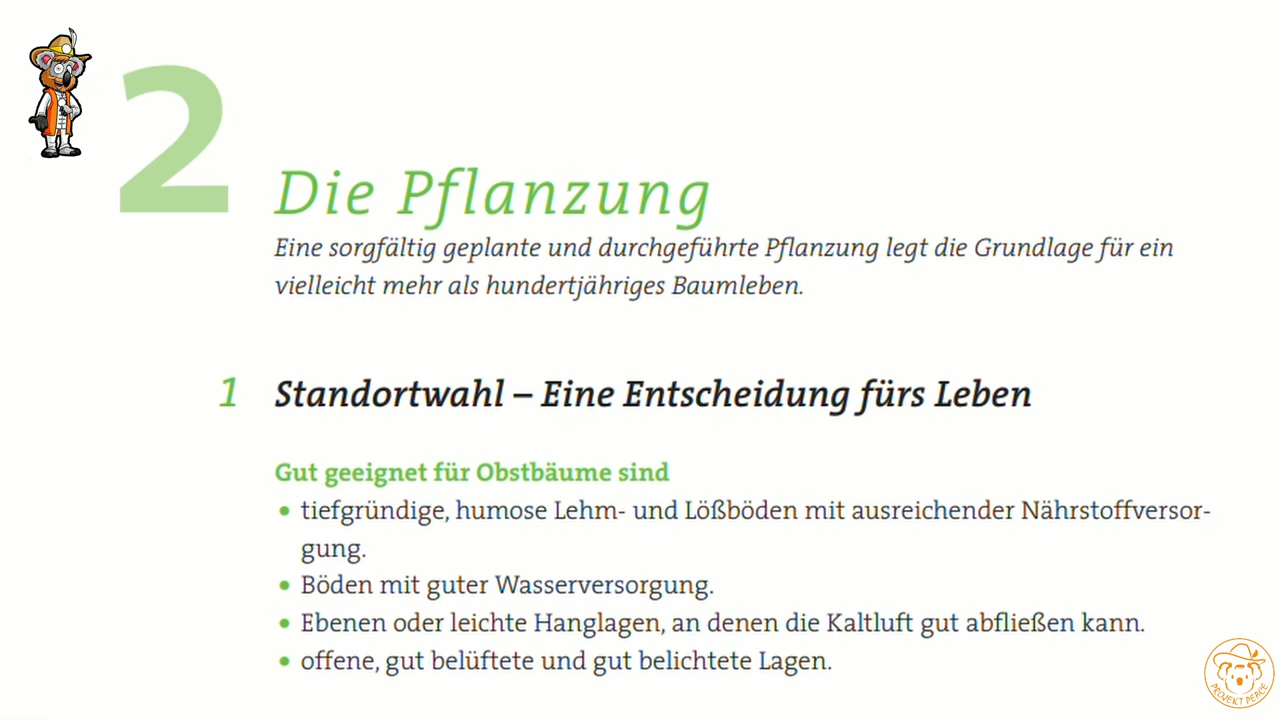 2
Die Pflanzung
Eine sorgfältig geplante und durchgeführte Pflanzung legt die Grundlage für ein
vielleicht mehr als hundertjähriges Baumleben.
1 Standortwahl – Eine Entscheidung fürs Leben
Gut geeignet für Obstbäume sind
• tiefgründige, humose Lehm- und Lößböden mit ausreichender Nährstoffversor-
gung.
• Böden mit guter Wasserversorgung.
• Ebenen oder leichte Hanglagen, an denen die Kaltluft gut abfließen kann.
• offene, gut belüftete und gut belichtete Lagen.
PROJEKT PEACE